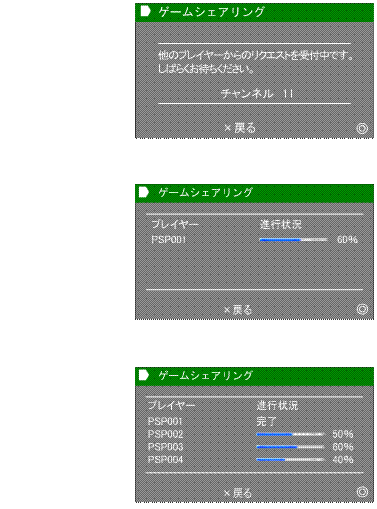 ゲームシェアリング
他のプレイヤーからのリクエストを受付中です。
しばらくお待ちください。
チャンネル 11
×戻る
ゲームシェアリング
プレイヤー 進行状況
PSP001 60%
×戻る
ゲームシェアリング
プレイヤー 進行状況
PSP001 完了
PSP002 50%
PSP003 60%
PSP004 40%
×戻る